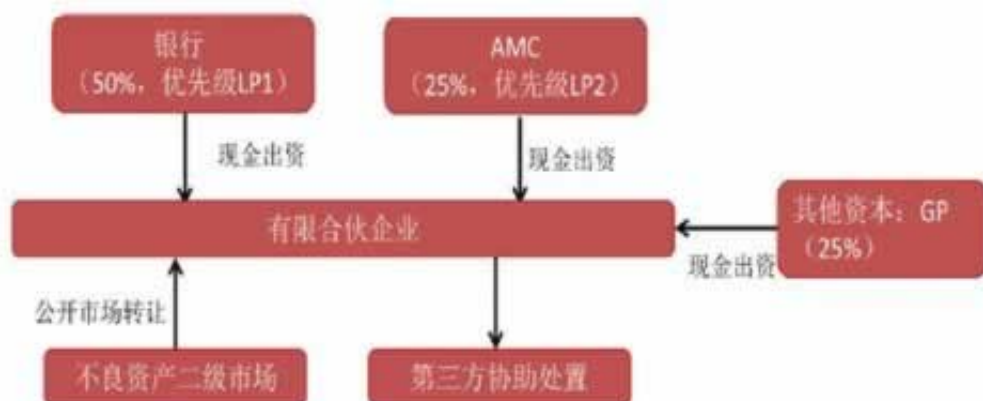 银行
（50%，优先级LP1）
AMC
（25%，优先级LP2）
现金出资
现金出资
有限合伙企业
其他资本：GP
（25%）
现金出资
公开市场转让
不良资产二级市场
第三方协助处置